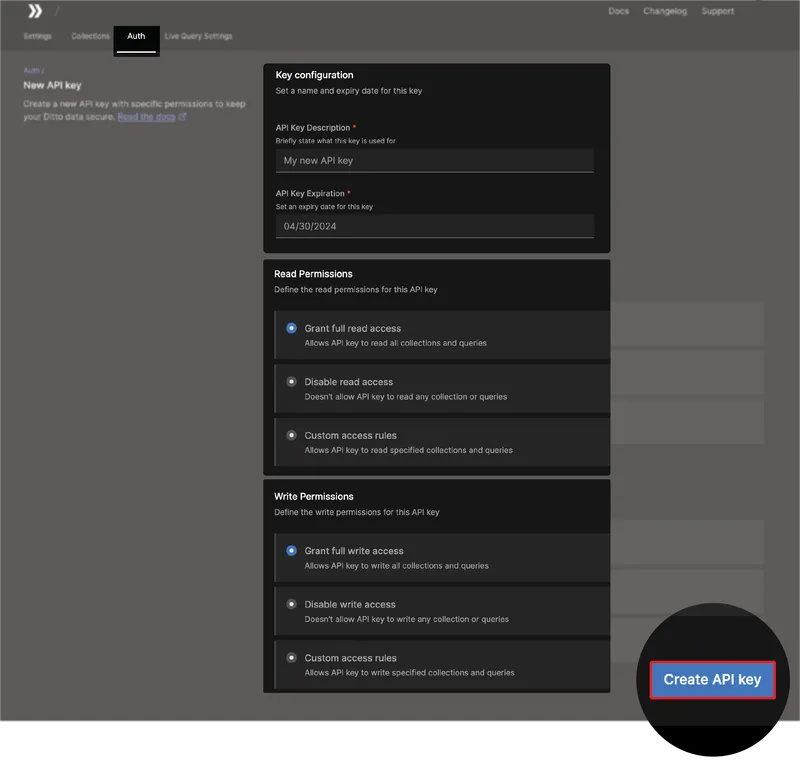 /
Docs Changelog Support
Settings Collections Auth Live Query Settings
Auth /
New API key
Create a new API key with specific permissions to keep
your Ditto data secure. Read the docs
Key configuration
Set a name and expiry date for this key
API Key Description *
Briefly state what this key is used for
My new API key
API Key Expiration *
Set an expiry date for this key
04/30/2024
Read Permissions
Define the read permissions for this API key
Grant full read access
Allows API key to read all collections and queries
Disable read access
Doesn't allow API key to read any collection or queries
Custom access rules
Allows API key to read specified collections and queries
Write Permissions
Define the write permissions for this API key
Grant full write access
Allows API key to write all collections and queries
Disable write access
Doesn't allow API key to write any collection or queries
Custom access rules
Allows API key to write specified collections and queries
Create API key